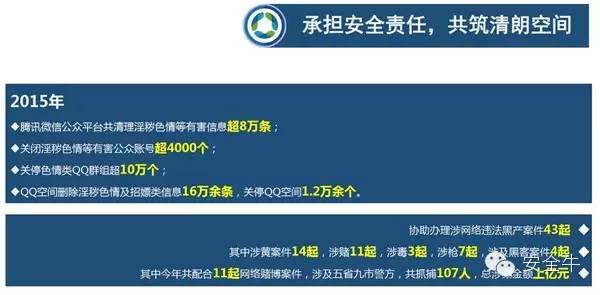 承担安全责任，共筑清朗空间
2015年
◆腾讯微信公众平台共清理淫秽色情等有害信息超8万条；
◆关闭淫秽色情等有害公众账号超4000个；
◆关停色情类QQ群组超10万个；
◆QQ空间删除淫秽色情及招嫖类信息16万余条，关停QQ空间1.2万余个。
协助办理涉网络违法黑产案件43起 ◆
其中涉黄案件14起，涉赌11起，涉毒3起，涉枪7起，涉及黑客案件4起 ◆
其中今年共配合11起网络赌博案件，涉及五省九市警方，共抓捕107人，总涉案金额上亿元 ◆
安全牛